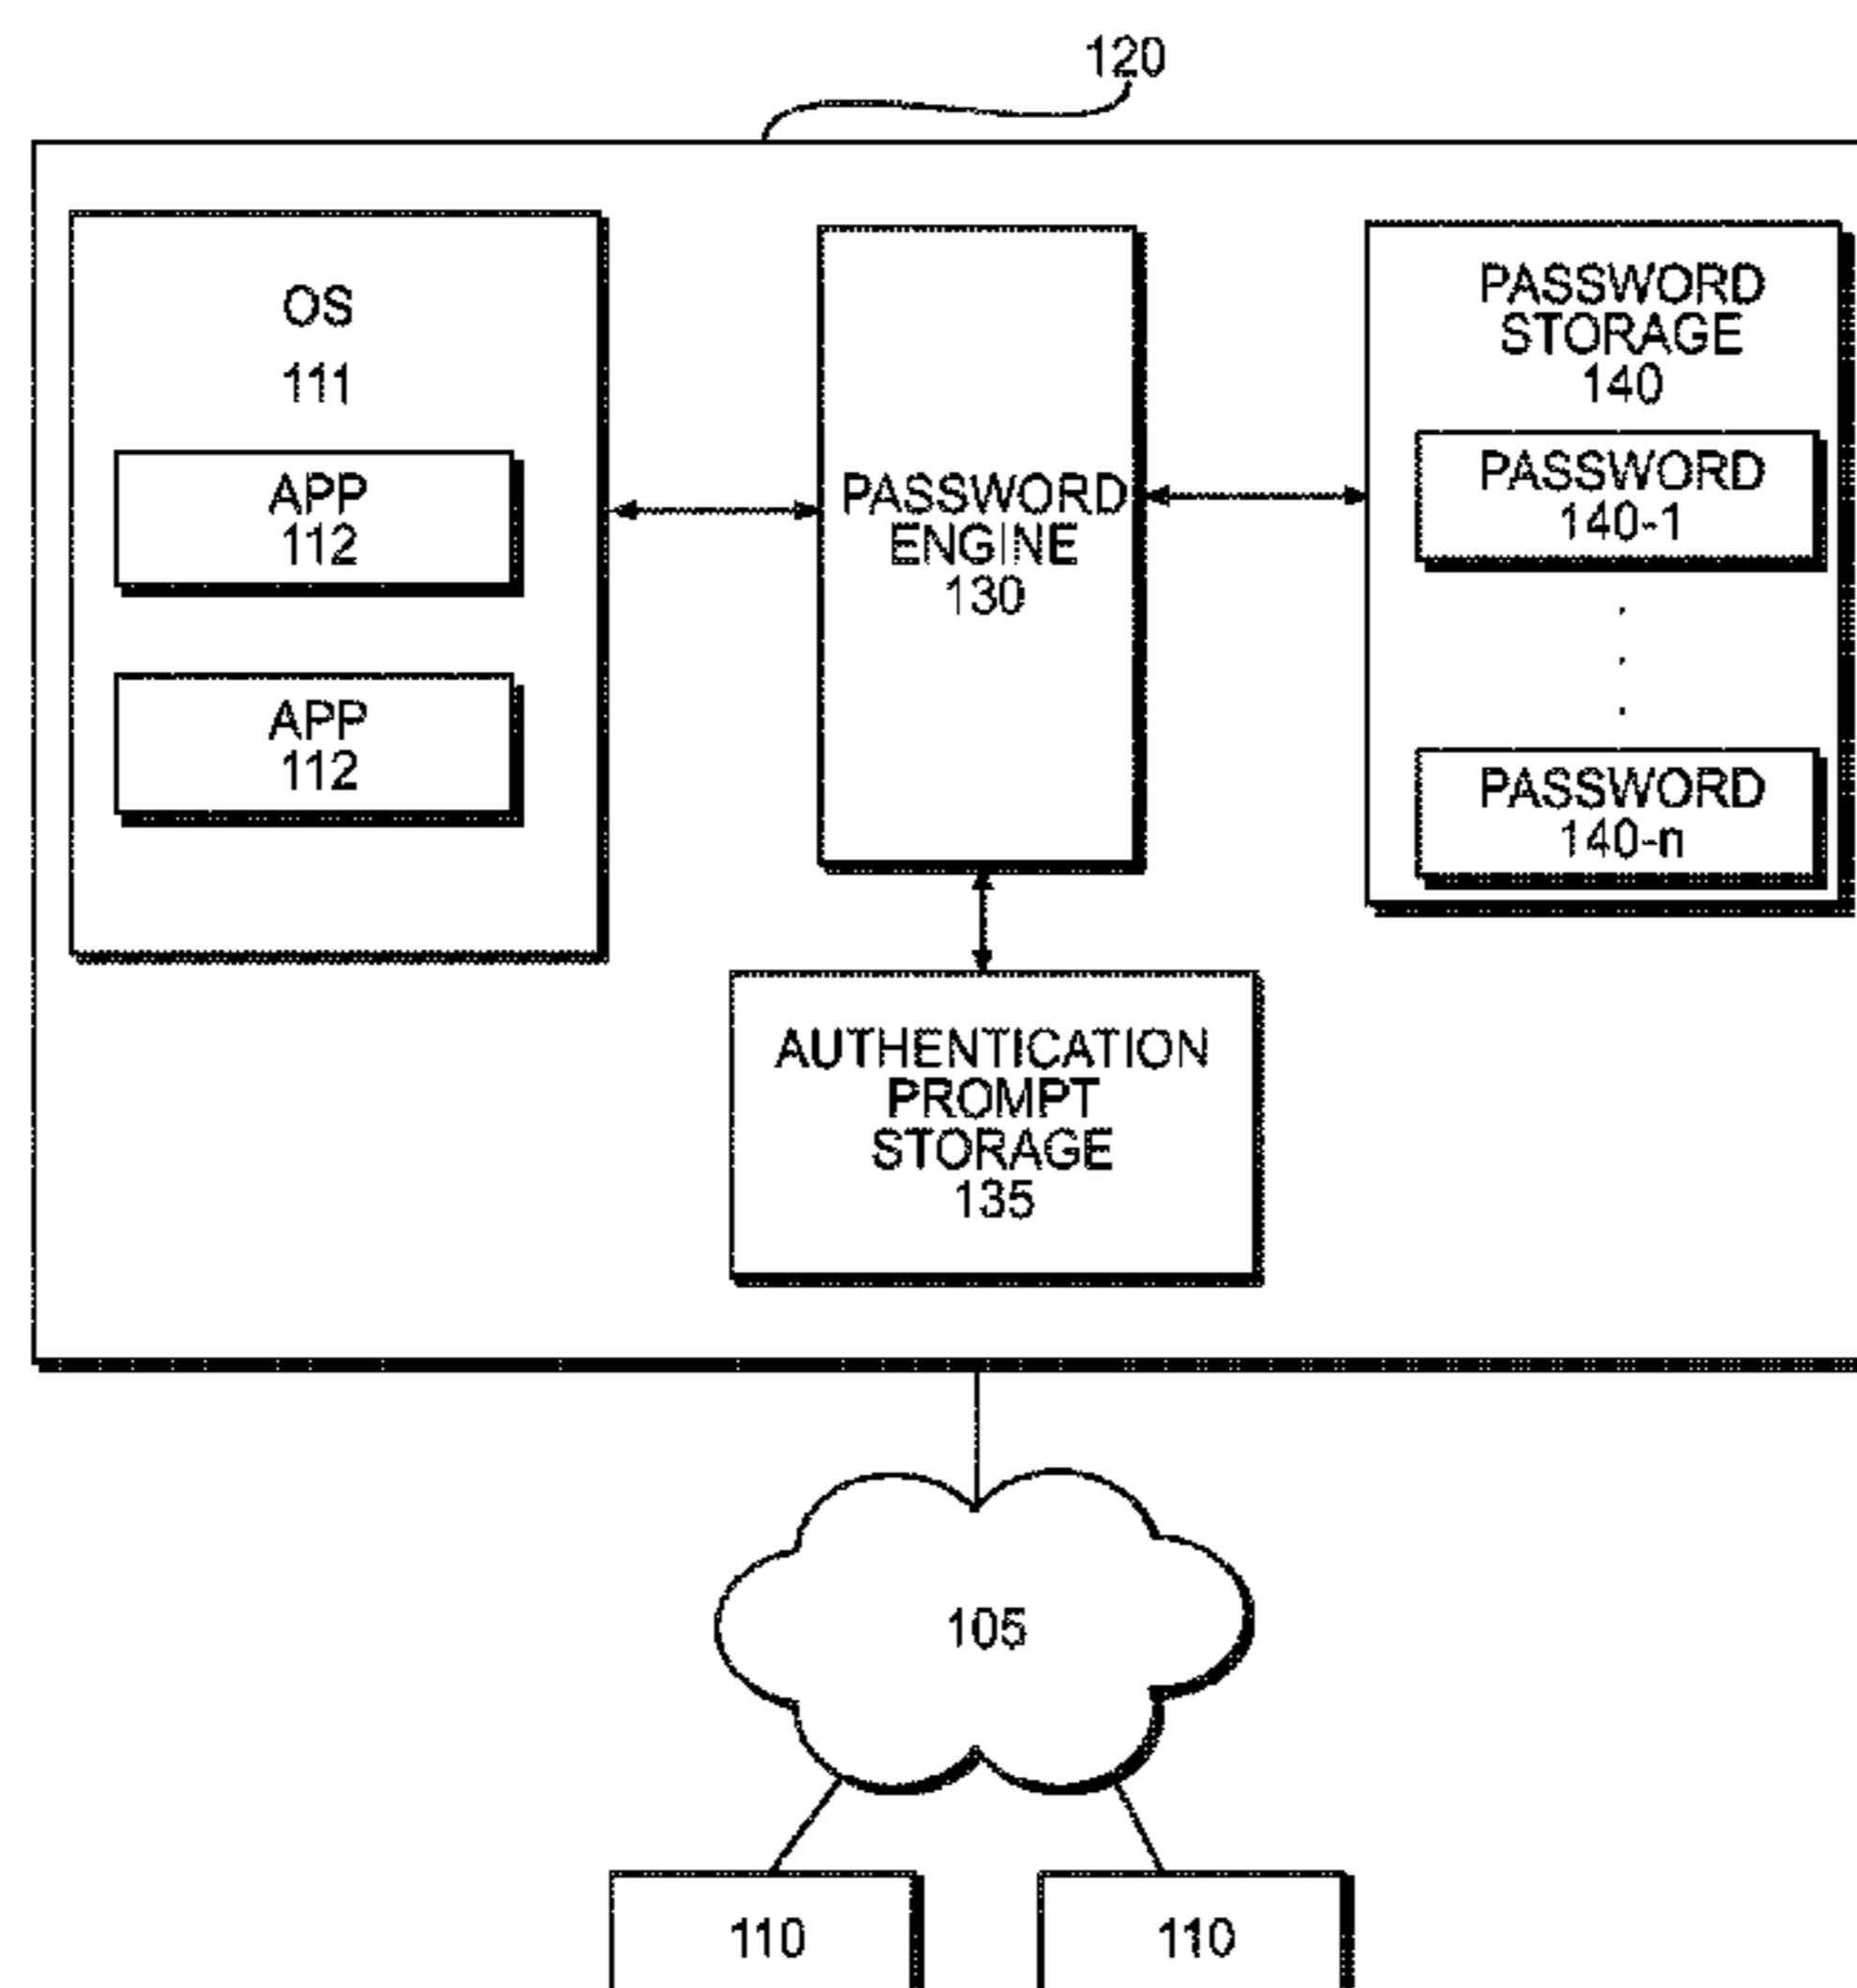 120
OS
111
APP
112
APP
112
PASSWORD
ENGINE
130
PASSWORD
STORAGE
140
PASSWORD
140-1
PASSWORD
140-n
AUTHENTICATION
PROMPT
STORAGE
135
105
110
110